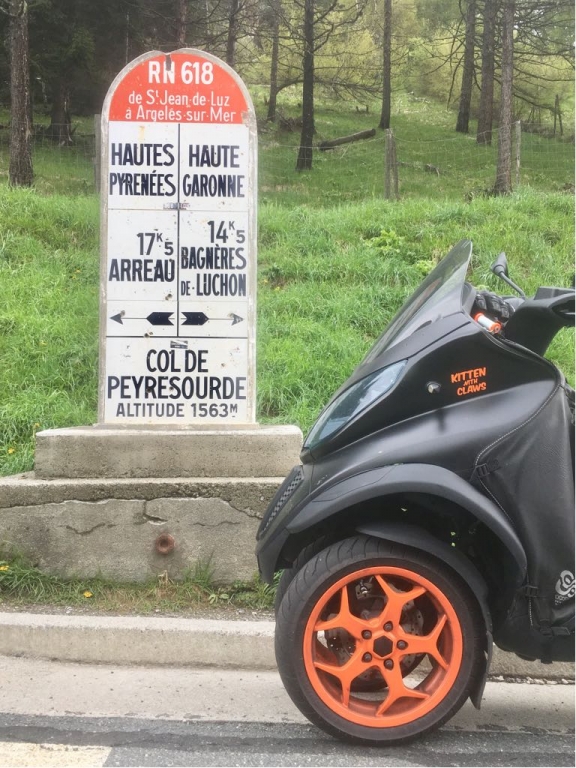 RN 618
de St Jean-de-Luz
à Argelès-sur-Mer
HAUTES PYRÉNÉES
HAUTE GARONNE
17K5
ARREAU
14K5
BAGNÈRES
DE-LUCHON
COL DE
PEYRESOURDE
ALTITUDE 1563M
KITTEN
WITH
CLAWS